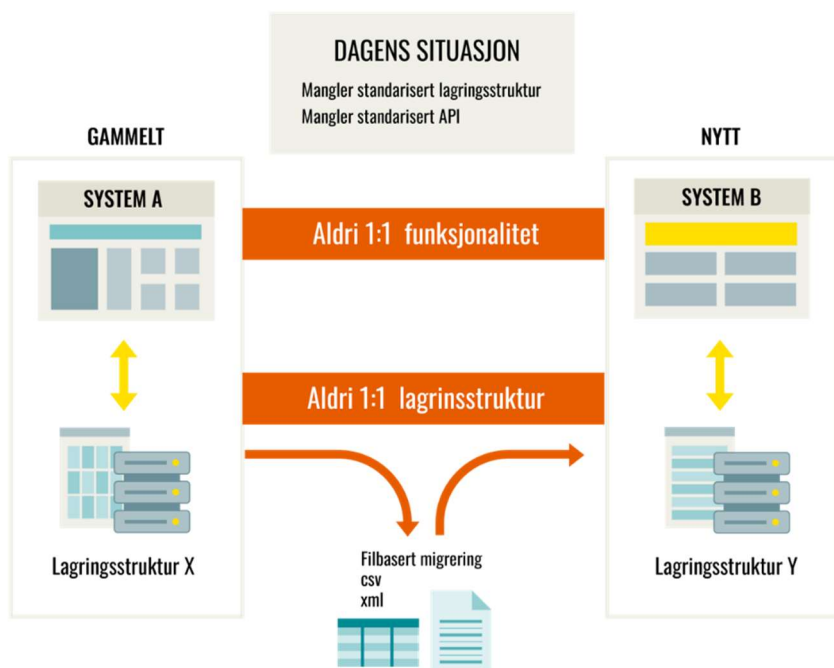 DAGENS SITUASJON
Mangler standarisert lagringsstruktur
Mangler standarisert API
GAMMELT
NYTT
SYSTEM A
SYSTEM B
Aldri 1:1 funksjonalitet
Aldri 1:1 lagrinsstruktur
Lagringsstruktur X
Filbasert migrering
csv
xml
Lagringsstruktur Y